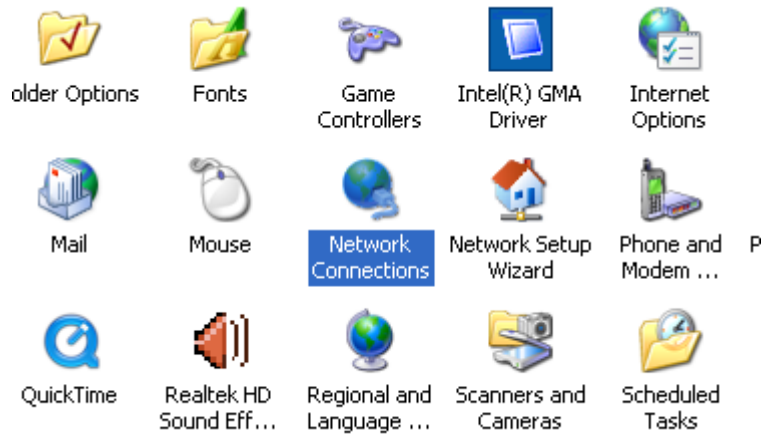 older Options
Fonts
Game
Controllers
Intel(R) GMA
Driver
Internet
Options
Mail
Mouse
Network
Connections
Network Setup
Wizard
Phone and
Modem ...
P
QuickTime
Realtek HD
Sound Eff...
Regional and
Language ...
Scanners and
Cameras
Scheduled
Tasks